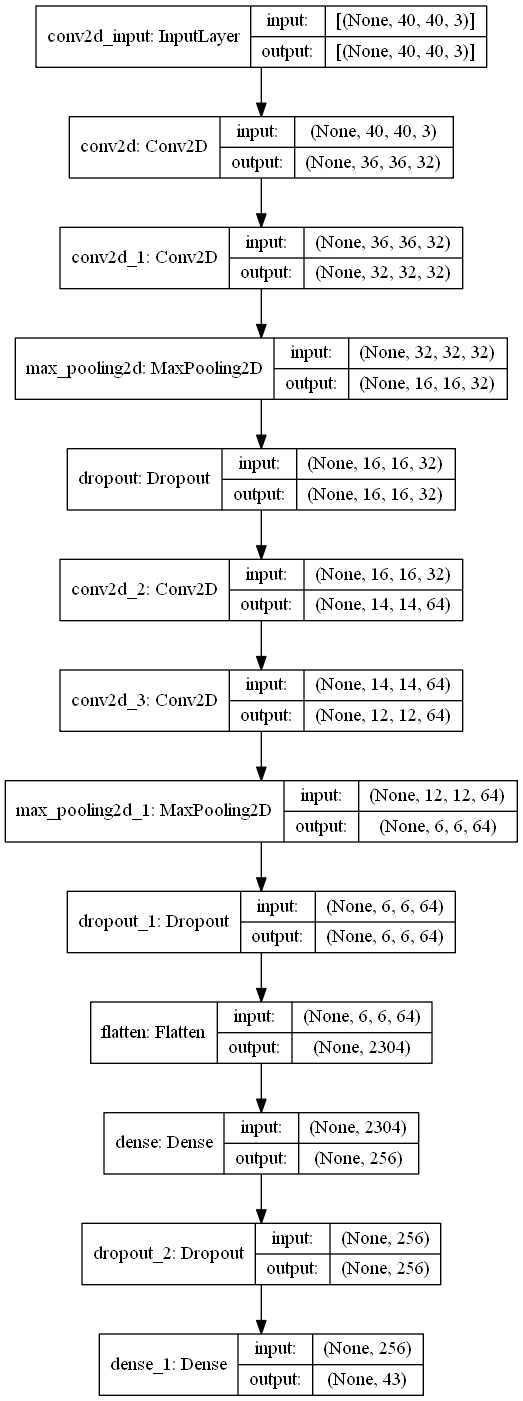 conv2d_input: InputLayer
input: [(None, 40, 40, 3)]
output: [(None, 40, 40, 3)]
conv2d: Conv2D
input: (None, 40, 40, 3)
output: (None, 36, 36, 32)
conv2d_1: Conv2D
input: (None, 36, 36, 32)
output: (None, 32, 32, 32)
max_pooling2d: MaxPooling2D
input: (None, 32, 32, 32)
output: (None, 16, 16, 32)
dropout: Dropout
input: (None, 16, 16, 32)
output: (None, 16, 16, 32)
conv2d_2: Conv2D
input: (None, 16, 16, 32)
output: (None, 14, 14, 64)
conv2d_3: Conv2D
input: (None, 14, 14, 64)
output: (None, 12, 12, 64)
max_pooling2d_1: MaxPooling2D
input: (None, 12, 12, 64)
output: (None, 6, 6, 64)
dropout_1: Dropout
input: (None, 6, 6, 64)
output: (None, 6, 6, 64)
flatten: Flatten
input: (None, 6, 6, 64)
output: (None, 2304)
dense: Dense
input: (None, 2304)
output: (None, 256)
dropout_2: Dropout
input: (None, 256)
output: (None, 256)
dense_1: Dense
input: (None, 256)
output: (None, 43)